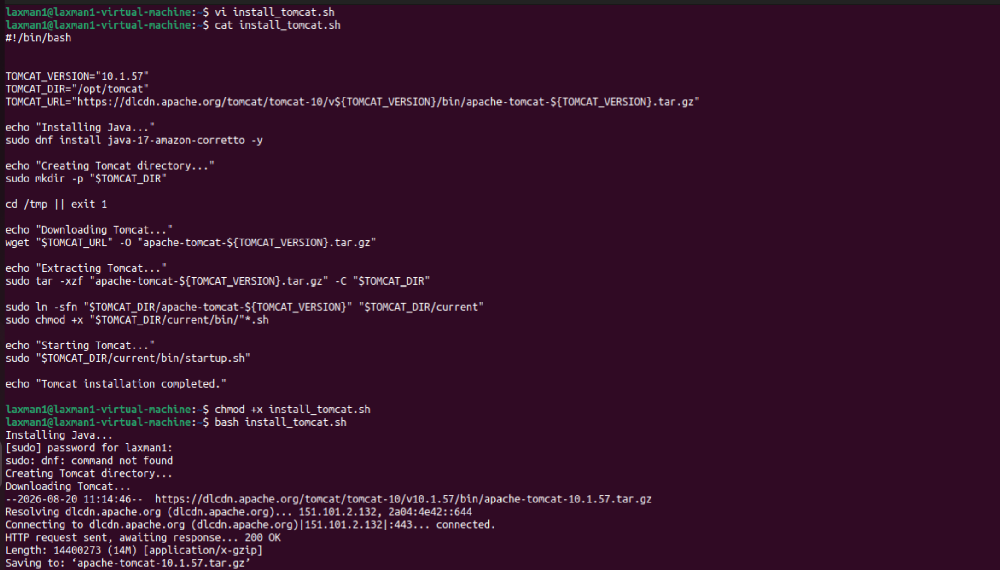 laxman1@laxman1-virtual-machine:~$ vi install_tomcat.sh
laxman1@laxman1-virtual-machine:~$ cat install_tomcat.sh
#!/bin/bash
TOMCAT_VERSION="10.1.57"
TOMCAT_DIR="/opt/tomcat"
TOMCAT_URL="https://dlcdn.apache.org/tomcat/tomcat-10/v${TOMCAT_VERSION}/bin/apache-tomcat-${TOMCAT_VERSION}.tar.gz"
echo "Installing Java..."
sudo dnf install java-17-amazon-corretto -y
echo "Creating Tomcat directory..."
sudo mkdir -p "$TOMCAT_DIR"
cd /tmp || exit 1
echo "Downloading Tomcat..."
wget "$TOMCAT_URL" -O "apache-tomcat-${TOMCAT_VERSION}.tar.gz"
echo "Extracting Tomcat..."
sudo tar -xzf "apache-tomcat-${TOMCAT_VERSION}.tar.gz" -C "$TOMCAT_DIR"
sudo ln -sfn "$TOMCAT_DIR/apache-tomcat-${TOMCAT_VERSION}" "$TOMCAT_DIR/current"
sudo chmod +x "$TOMCAT_DIR/current/bin/"*.sh
echo "Starting Tomcat..."
sudo "$TOMCAT_DIR/current/bin/startup.sh"
echo "Tomcat installation completed."
laxman1@laxman1-virtual-machine:~$ chmod +x install_tomcat.sh
laxman1@laxman1-virtual-machine:~$ bash install_tomcat.sh
Installing Java...
[sudo] password for laxman1:
sudo: dnf: command not found
Creating Tomcat directory...
Downloading Tomcat...
--2026-08-20 11:14:46--  https://dlcdn.apache.org/tomcat/tomcat-10/v10.1.57/bin/apache-tomcat-10.1.57.tar.gz
Resolving dlcdn.apache.org (dlcdn.apache.org)... 151.101.2.132, 2a04:4e42::644
Connecting to dlcdn.apache.org (dlcdn.apache.org)|151.101.2.132|:443... connected.
HTTP request sent, awaiting response... 200 OK
Length: 14400273 (14M) [application/x-gzip]
Saving to: ‘apache-tomcat-10.1.57.tar.gz’